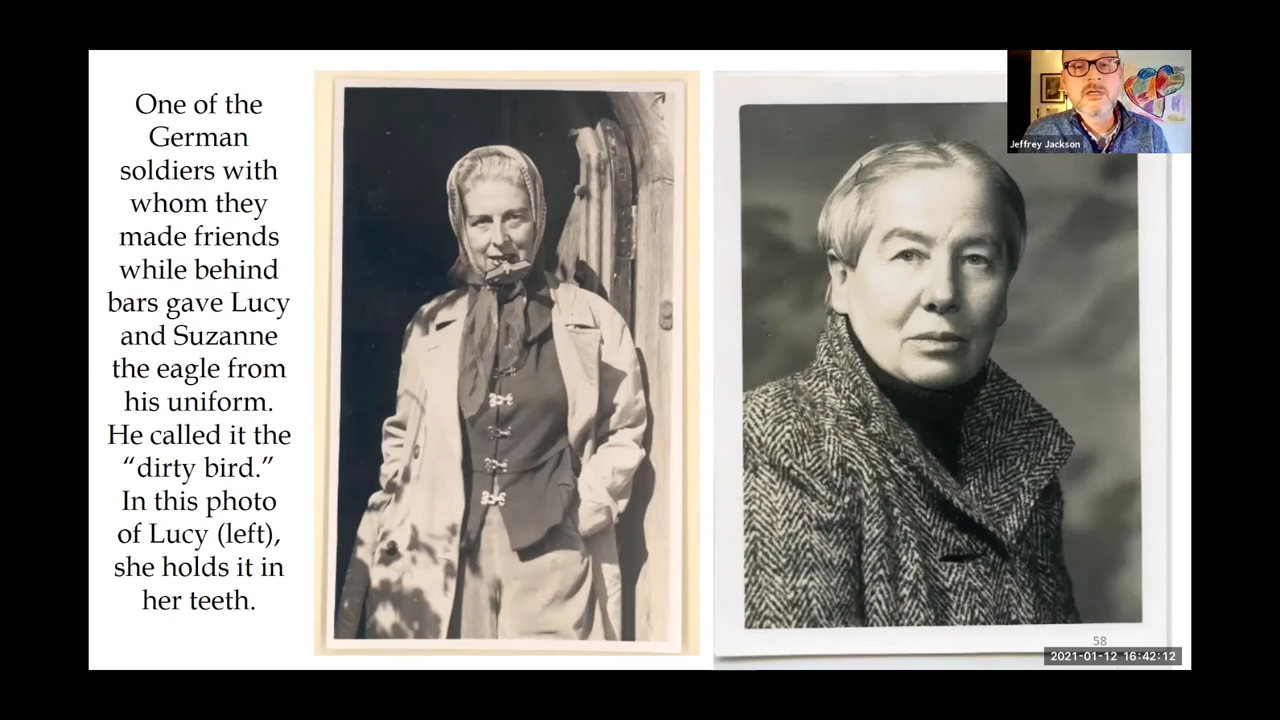 One of the
German
soldiers with
whom they
made friends
while behind
bars gave Lucy
and Suzanne
the eagle from
his uniform.
He called it the
“dirty bird.”
In this photo
of Lucy (left),
she holds it in
her teeth.
Jeffrey Jackson
58
2021-01-12 16:42:12